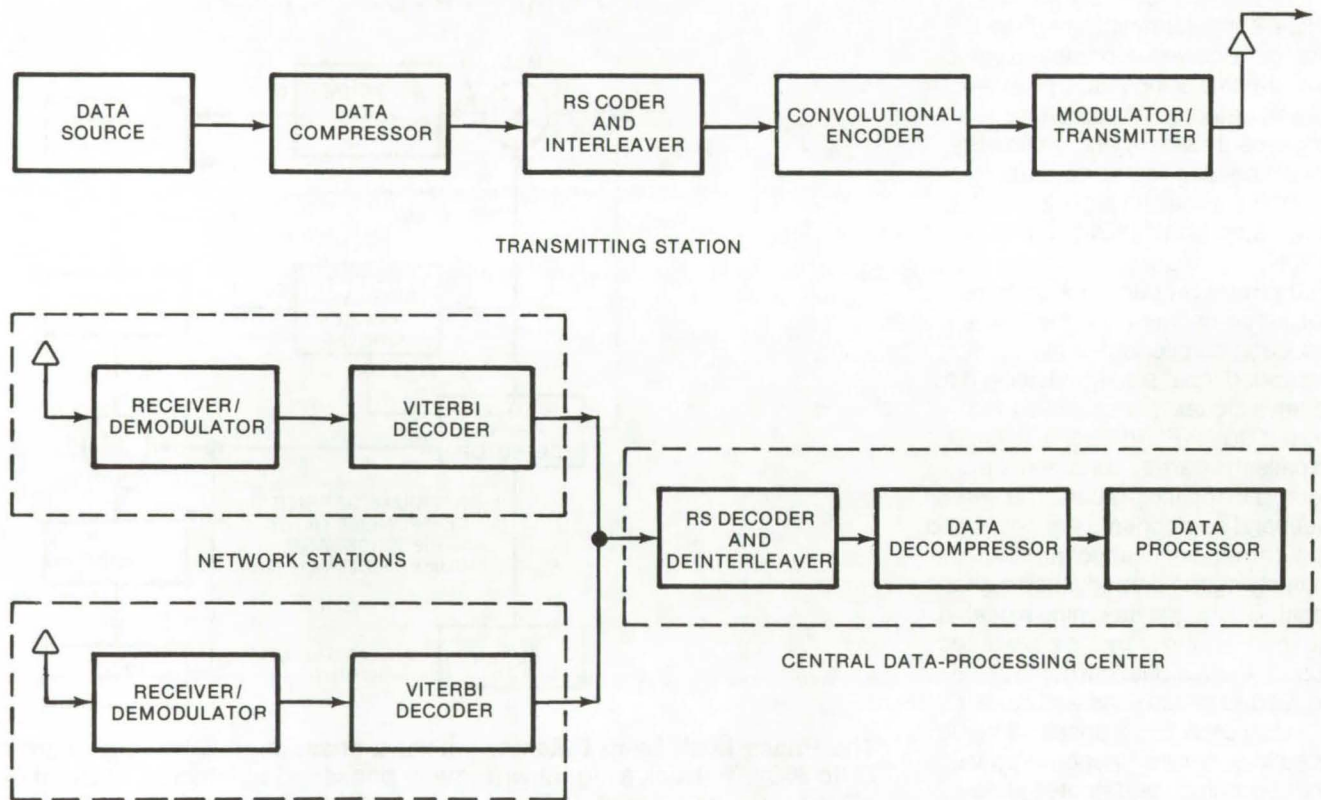 DATA
SOURCE
DATA
COMPRESSOR
RS CODER
AND
INTERLEAVER
CONVOLUTIONAL
ENCODER
MODULATOR/
TRANSMITTER
TRANSMITTING STATION
RECEIVER/
DEMODULATOR
VITERBI
DECODER
NETWORK STATIONS
RECEIVER/
DEMODULATOR
VITERBI
DECODER
RS DECODER
AND
DEINTERLEAVER
DATA
DECOMPRESSOR
DATA
PROCESSOR
CENTRAL DATA-PROCESSING CENTER